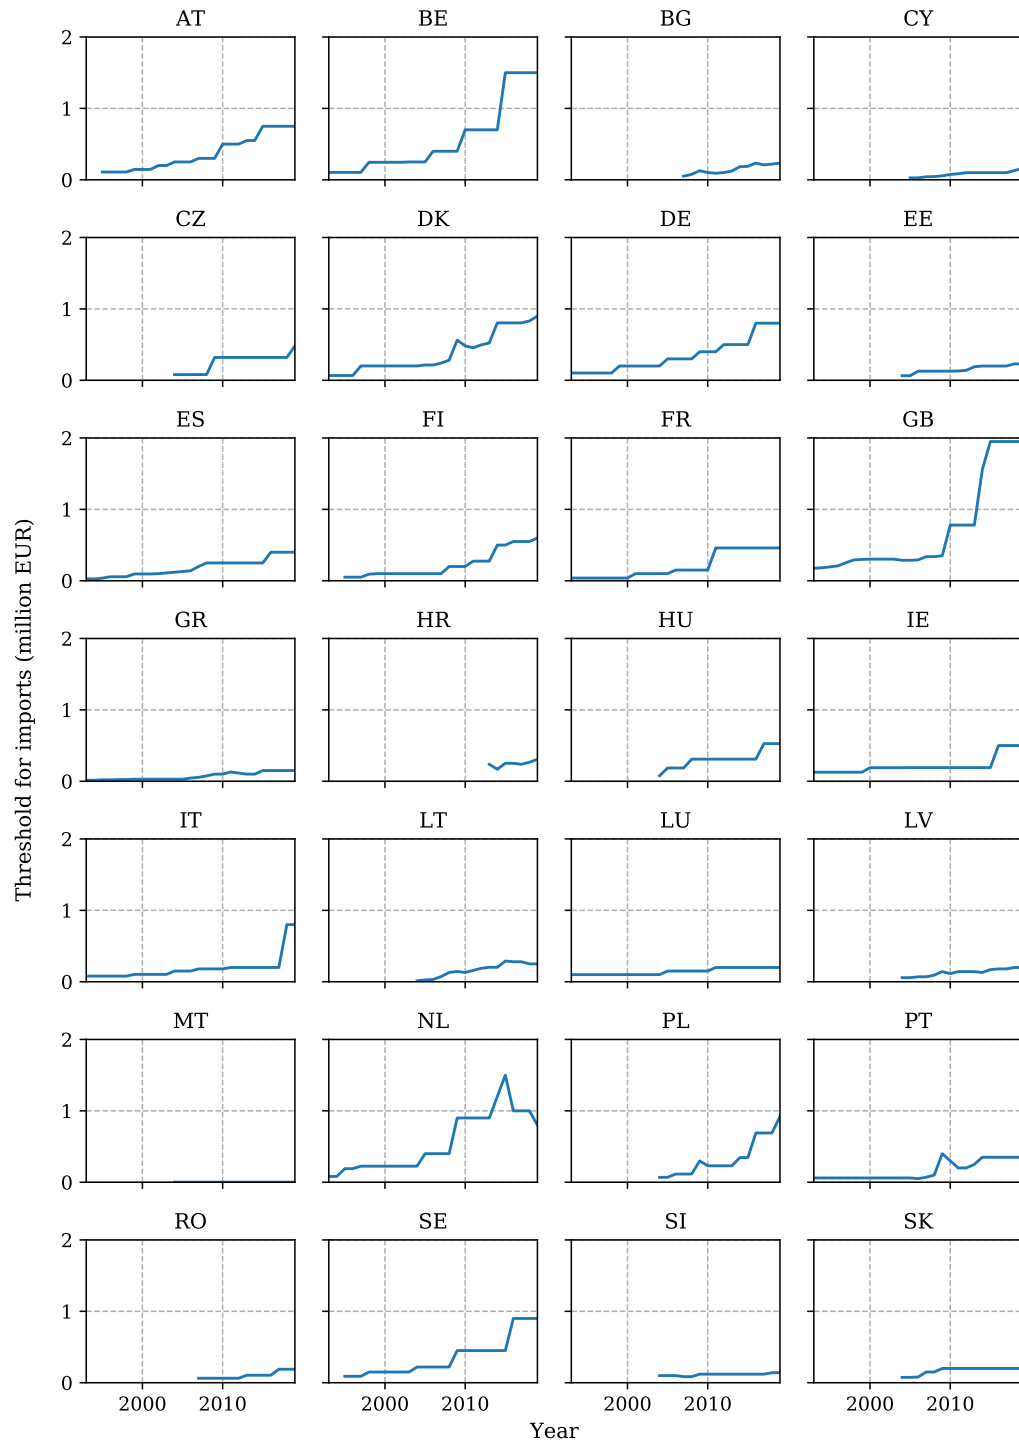 AT BE BG CY
2
1
0
CZ DK DE EE
2
1
0
ES FI FR GB
2
1
0
GR HR HU IE
2
1
0
IT LT LU LV
2
1
0
MT NL PL PT
2
1
0
RO SE SI SK
2
1
0
2000 2010 2000 2010 2000 2010 2000 2010
Year
Threshold for imports (million EUR)